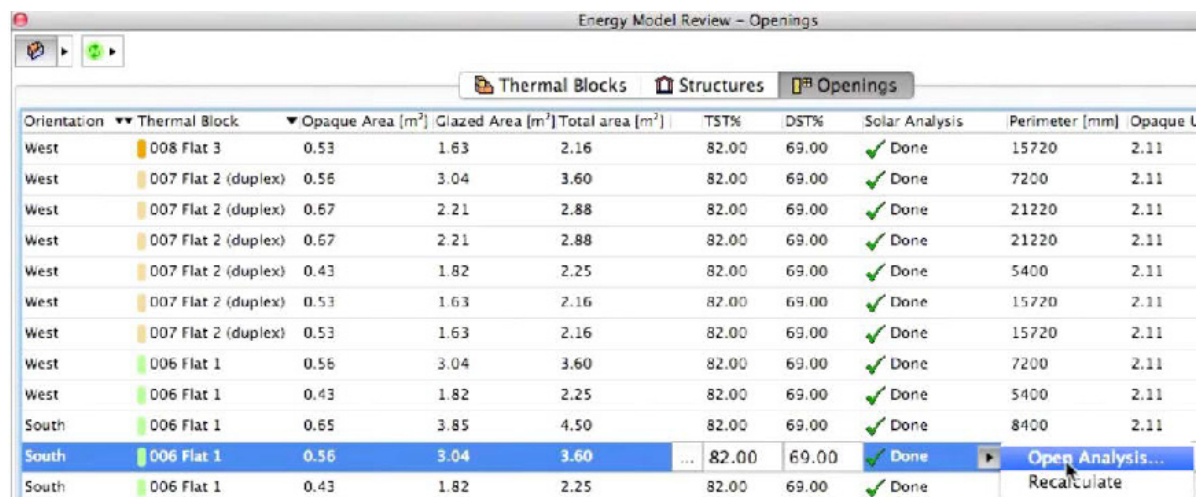 Energy Model Review – Openings
Thermal Blocks Structures Openings
Orientation Thermal Block Opaque Area [m²] Glazed Area [m²] Total area [m²] TST% DST% Solar Analysis Perimeter [mm] Opaque U
West 008 Flat 3 0.53 1.63 2.16 82.00 69.00 Done 15720 2.11
West 007 Flat 2 (duplex) 0.56 3.04 3.60 82.00 69.00 Done 7200 2.11
West 007 Flat 2 (duplex) 0.67 2.21 2.88 82.00 69.00 Done 21220 2.11
West 007 Flat 2 (duplex) 0.67 2.21 2.88 82.00 69.00 Done 21220 2.11
West 007 Flat 2 (duplex) 0.43 1.82 2.25 82.00 69.00 Done 5400 2.11
West 007 Flat 2 (duplex) 0.53 1.63 2.16 82.00 69.00 Done 15720 2.11
West 007 Flat 2 (duplex) 0.53 1.63 2.16 82.00 69.00 Done 15720 2.11
West 006 Flat 1 0.56 3.04 3.60 82.00 69.00 Done 7200 2.11
West 006 Flat 1 0.43 1.82 2.25 82.00 69.00 Done 5400 2.11
South 006 Flat 1 0.65 3.85 4.50 82.00 69.00 Done 8400 2.11
South 006 Flat 1 0.56 3.04 3.60 ... 82.00 69.00 Done Open Analysis...
South 006 Flat 1 0.43 1.82 2.25 82.00 69.00 Done Recalculate